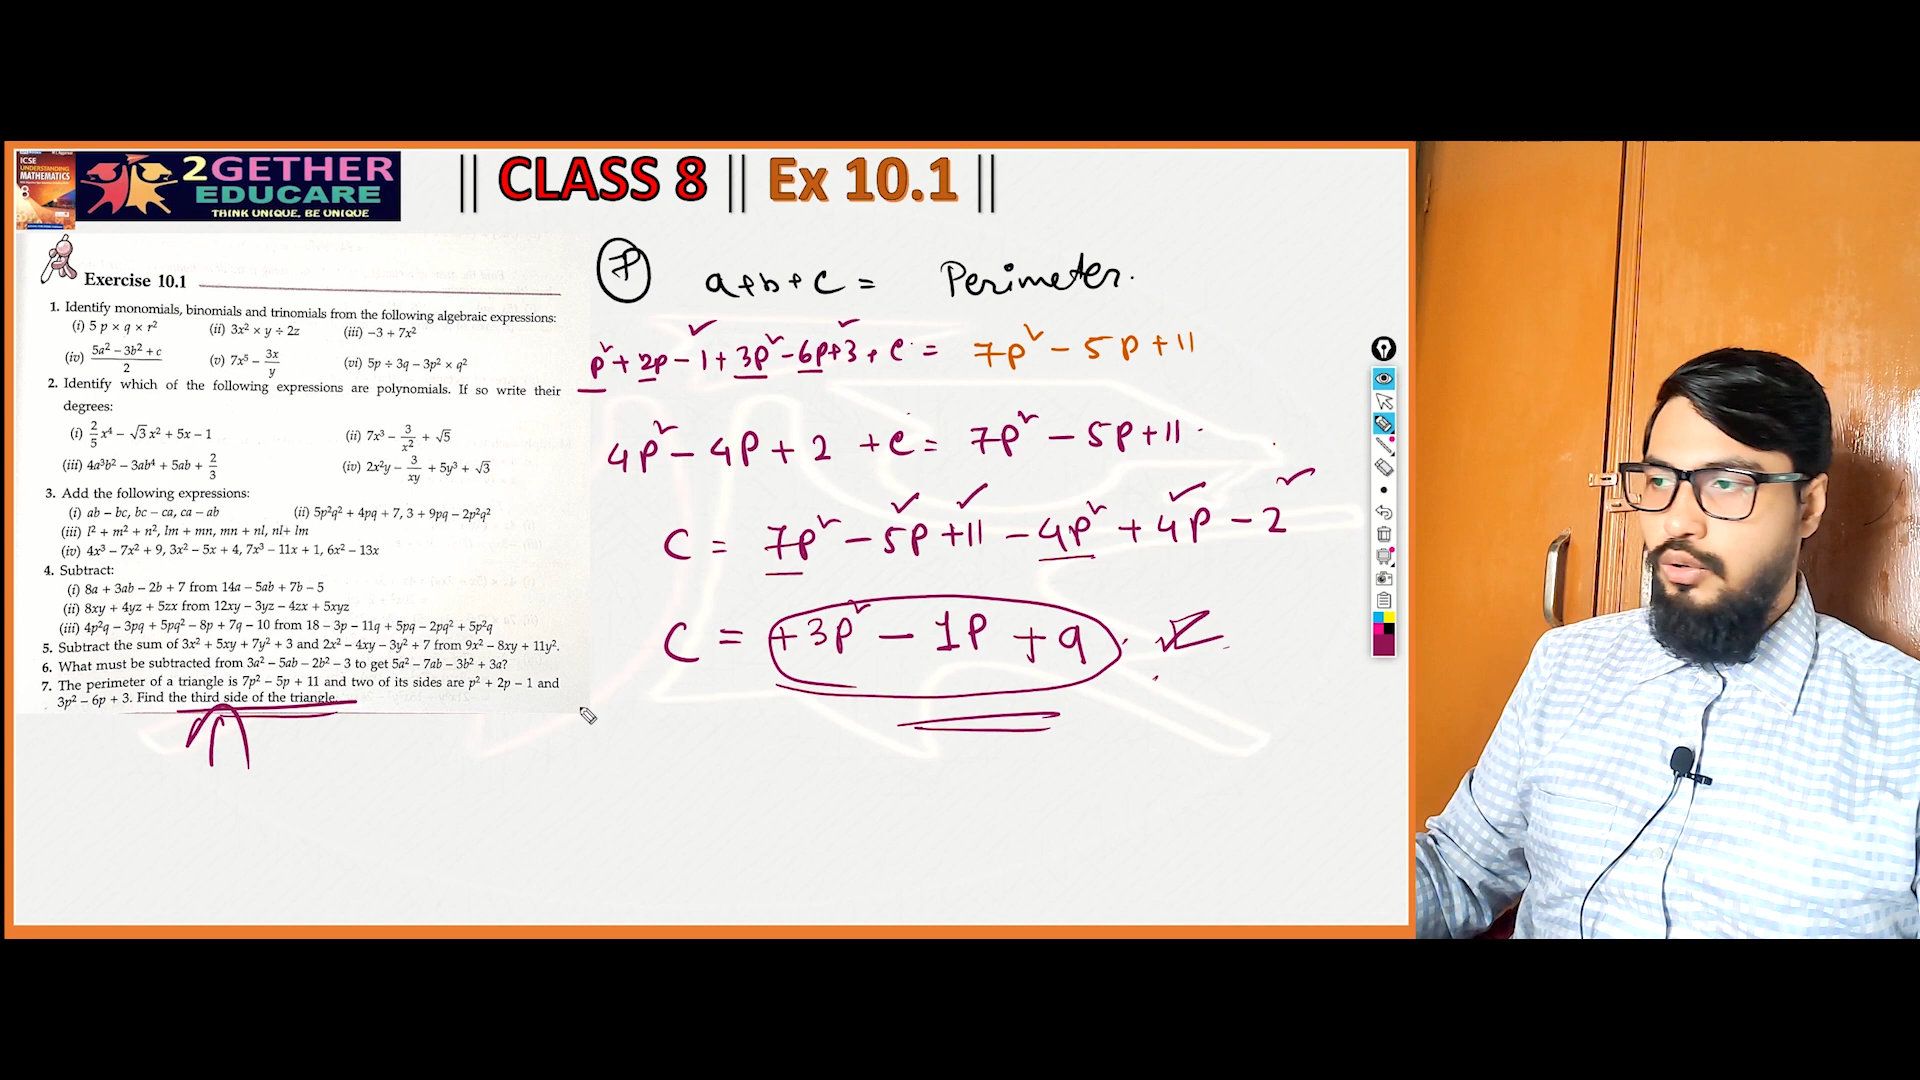 ICSE
UNDERSTANDING
MATHEMATICS
8
2GETHER
EDUCARE
THINK UNIQUE, BE UNIQUE
|| CLASS 8 || Ex 10.1 ||
Exercise 10.1
1. Identify monomials, binomials and trinomials from the following algebraic expressions:
(i) 5 p × q × r² (ii) 3x² × y ÷ 2z (iii) −3 + 7x²
(iv) (5a² − 3b² + c)/2 (v) 7x⁵ − 3x/y (vi) 5p ÷ 3q − 3p² × q²
2. Identify which of the following expressions are polynomials. If so write their
degrees:
(i) 2/5 x⁴ − √3 x² + 5x − 1 (ii) 7x³ − 3/x² + √5
(iii) 4a³b² − 3ab⁴ + 5ab + 2/3 (iv) 2x²y − 3/xy + 5y³ + √3
3. Add the following expressions:
(i) ab − bc, bc − ca, ca − ab (ii) 5p²q² + 4pq + 7, 3 + 9pq − 2p²q²
(iii) l² + m² + n², lm + mn, mn + nl, nl + lm
(iv) 4x³ − 7x² + 9, 3x² − 5x + 4, 7x³ − 11x + 1, 6x² − 13x
4. Subtract:
(i) 8a + 3ab − 2b + 7 from 14a − 5ab + 7b − 5
(ii) 8xy + 4yz + 5zx from 12xy − 3yz − 4zx + 5xyz
(iii) 4p²q − 3pq + 5pq² − 8p + 7q − 10 from 18 − 3p − 11q + 5pq − 2pq² + 5p²q
5. Subtract the sum of 3x² + 5xy + 7y² + 3 and 2x² − 4xy − 3y² + 7 from 9x² − 8xy + 11y².
6. What must be subtracted from 3a² − 5ab − 2b² − 3 to get 5a² − 7ab − 3b² + 3a?
7. The perimeter of a triangle is 7p² − 5p + 11 and two of its sides are p² + 2p − 1 and
3p² − 6p + 3. Find the third side of the triangle.
7 a+b+c = Perimeter.
p² + 2p − 1 + 3p² − 6p + 3 + c = 7p² − 5p + 11
4p² − 4p + 2 + c = 7p² − 5p + 11
c = 7p² − 5p + 11 − 4p² + 4p − 2
c = +3p² − 1p + 9